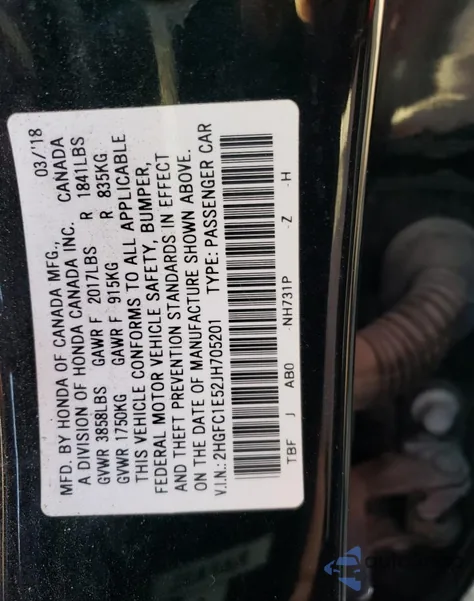 MFD. BY HONDA OF CANADA MFG., 03/'18
A DIVISION OF HONDA CANADA INC. CANADA
GVWR 3858LBS GAWR F 2017LBS R 1841LBS
GVWR 1750KG GAWR F 915KG R 835KG
THIS VEHICLE CONFORMS TO ALL APPLICABLE
FEDERAL MOTOR VEHICLE SAFETY, BUMPER,
AND THEFT PREVENTION STANDARDS IN EFFECT
ON THE DATE OF MANUFACTURE SHOWN ABOVE.
V.I.N.: 2HGFC1E52JH705201 TYPE: PASSENGER CAR
TBF J AB0 -NH731P -Z -H